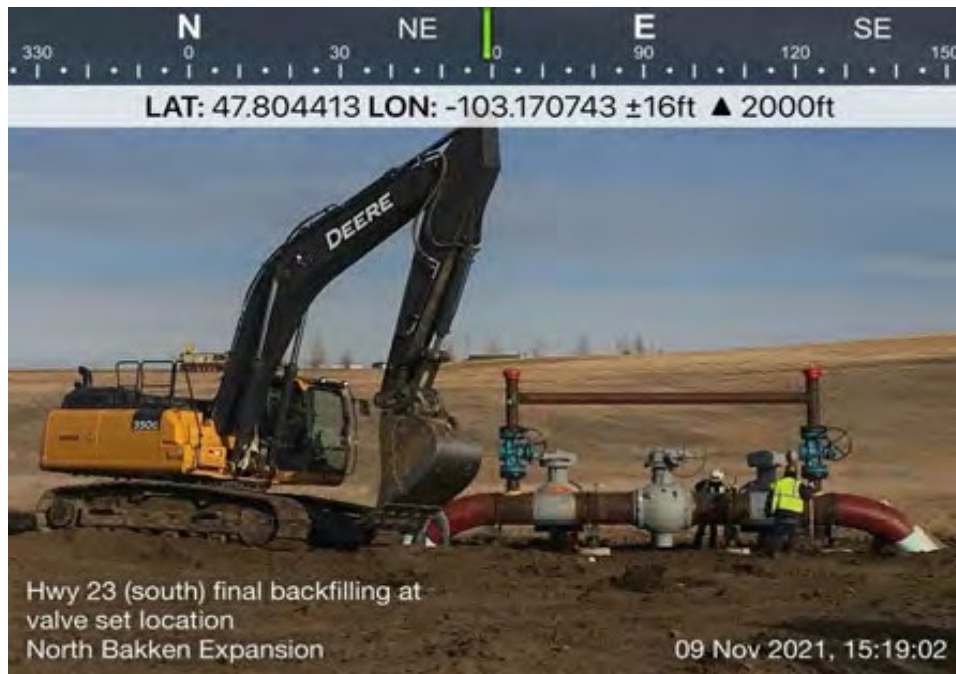 N NE E SE
330 0 30 60 90 120 150
LAT: 47.804413 LON: -103.170743 ±16ft ▲ 2000ft
DEERE
350G
Hwy 23 (south) final backfilling at
valve set location
North Bakken Expansion
09 Nov 2021, 15:19:02